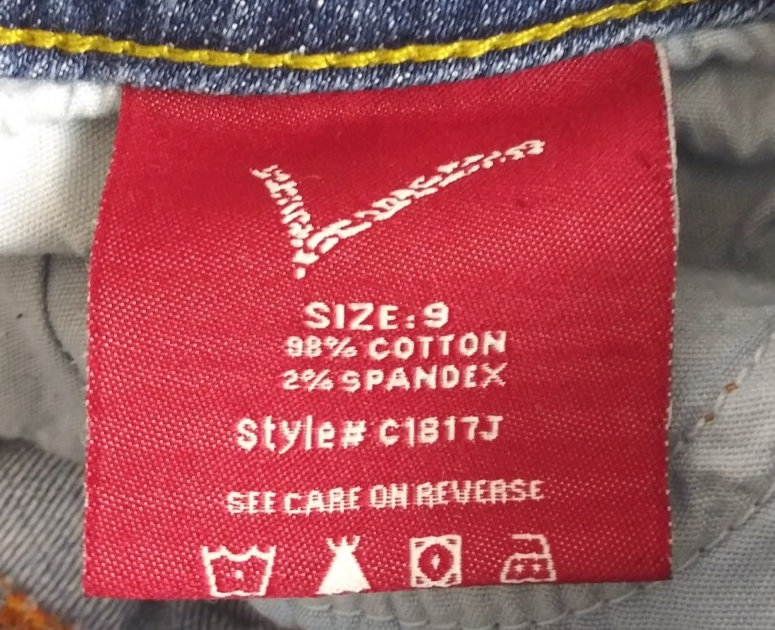 SIZE: 9
98% COTTON
2% SPANDEX
Style# C1817J
SEE CARE ON REVERSE